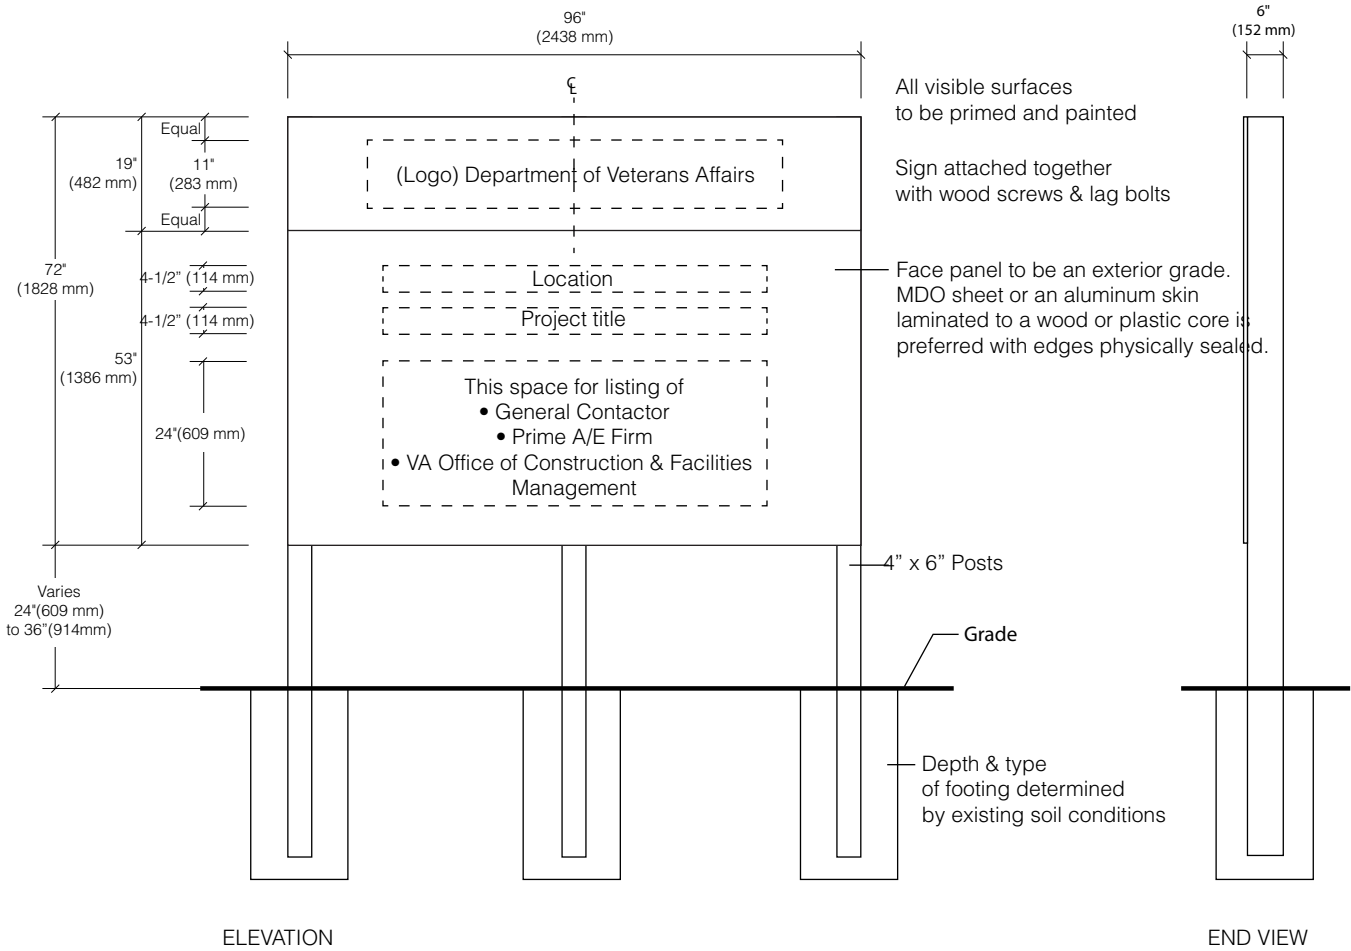 96"
(2438 mm)
6"
(152 mm)
℄
All visible surfaces
to be primed and painted
Sign attached together
with wood screws & lag bolts
Equal
19"
(482 mm)
11"
(283 mm)
Equal
(Logo) Department of Veterans Affairs
72"
(1828 mm)
4-1/2” (114 mm)
4-1/2” (114 mm)
53"
(1386 mm)
24"(609 mm)
Location
Project title
This space for listing of
• General Contactor
• Prime A/E Firm
• VA Office of Construction & Facilities
Management
Face panel to be an exterior grade.
MDO sheet or an aluminum skin
laminated to a wood or plastic core is
preferred with edges physically sealed.
4” x 6” Posts
Varies
24"(609 mm)
to 36”(914mm)
Grade
Depth & type
of footing determined
by existing soil conditions
ELEVATION
END VIEW